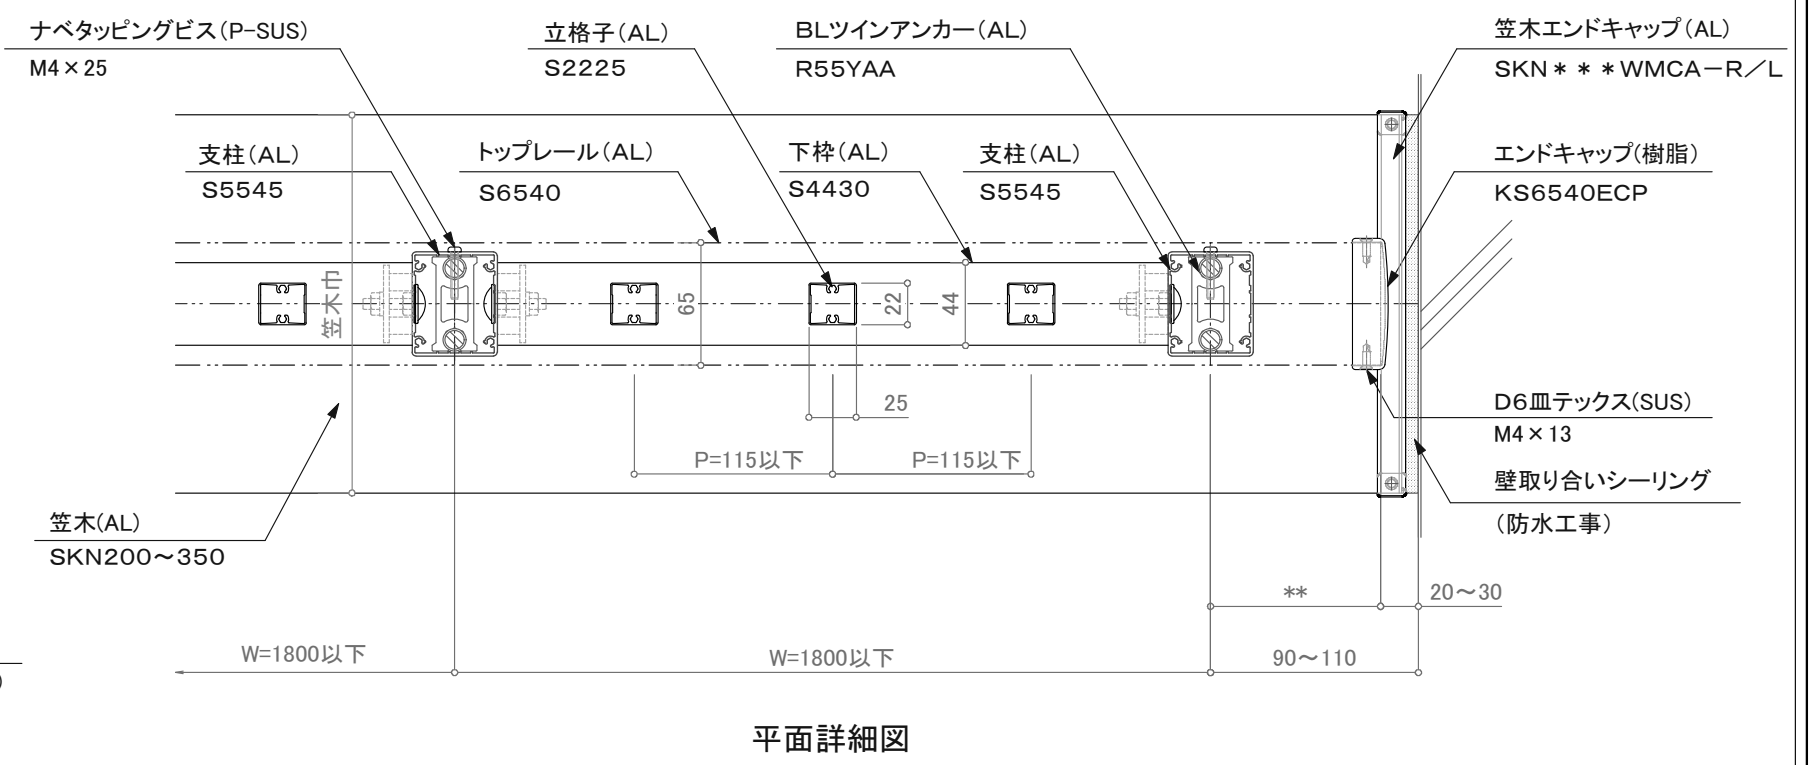 ナベタッピングビス(P-SUS)
M4×25
立格子(AL)
S2225
BLツインアンカー(AL)
R55YAA
笠木エンドキャップ(AL)
SKN***WMCA-R/L
支柱(AL)
S5545
トップレール(AL)
S6540
下枠(AL)
S4430
支柱(AL)
S5545
エンドキャップ(樹脂)
KS6540ECP
笠木巾
65
22
44
25
P=115以下
P=115以下
D6皿テックス(SUS)
M4×13
壁取り合いシーリング
(防水工事)
笠木(AL)
SKN200~350
**
20~30
W=1800以下
W=1800以下
90~110
)
平面詳細図